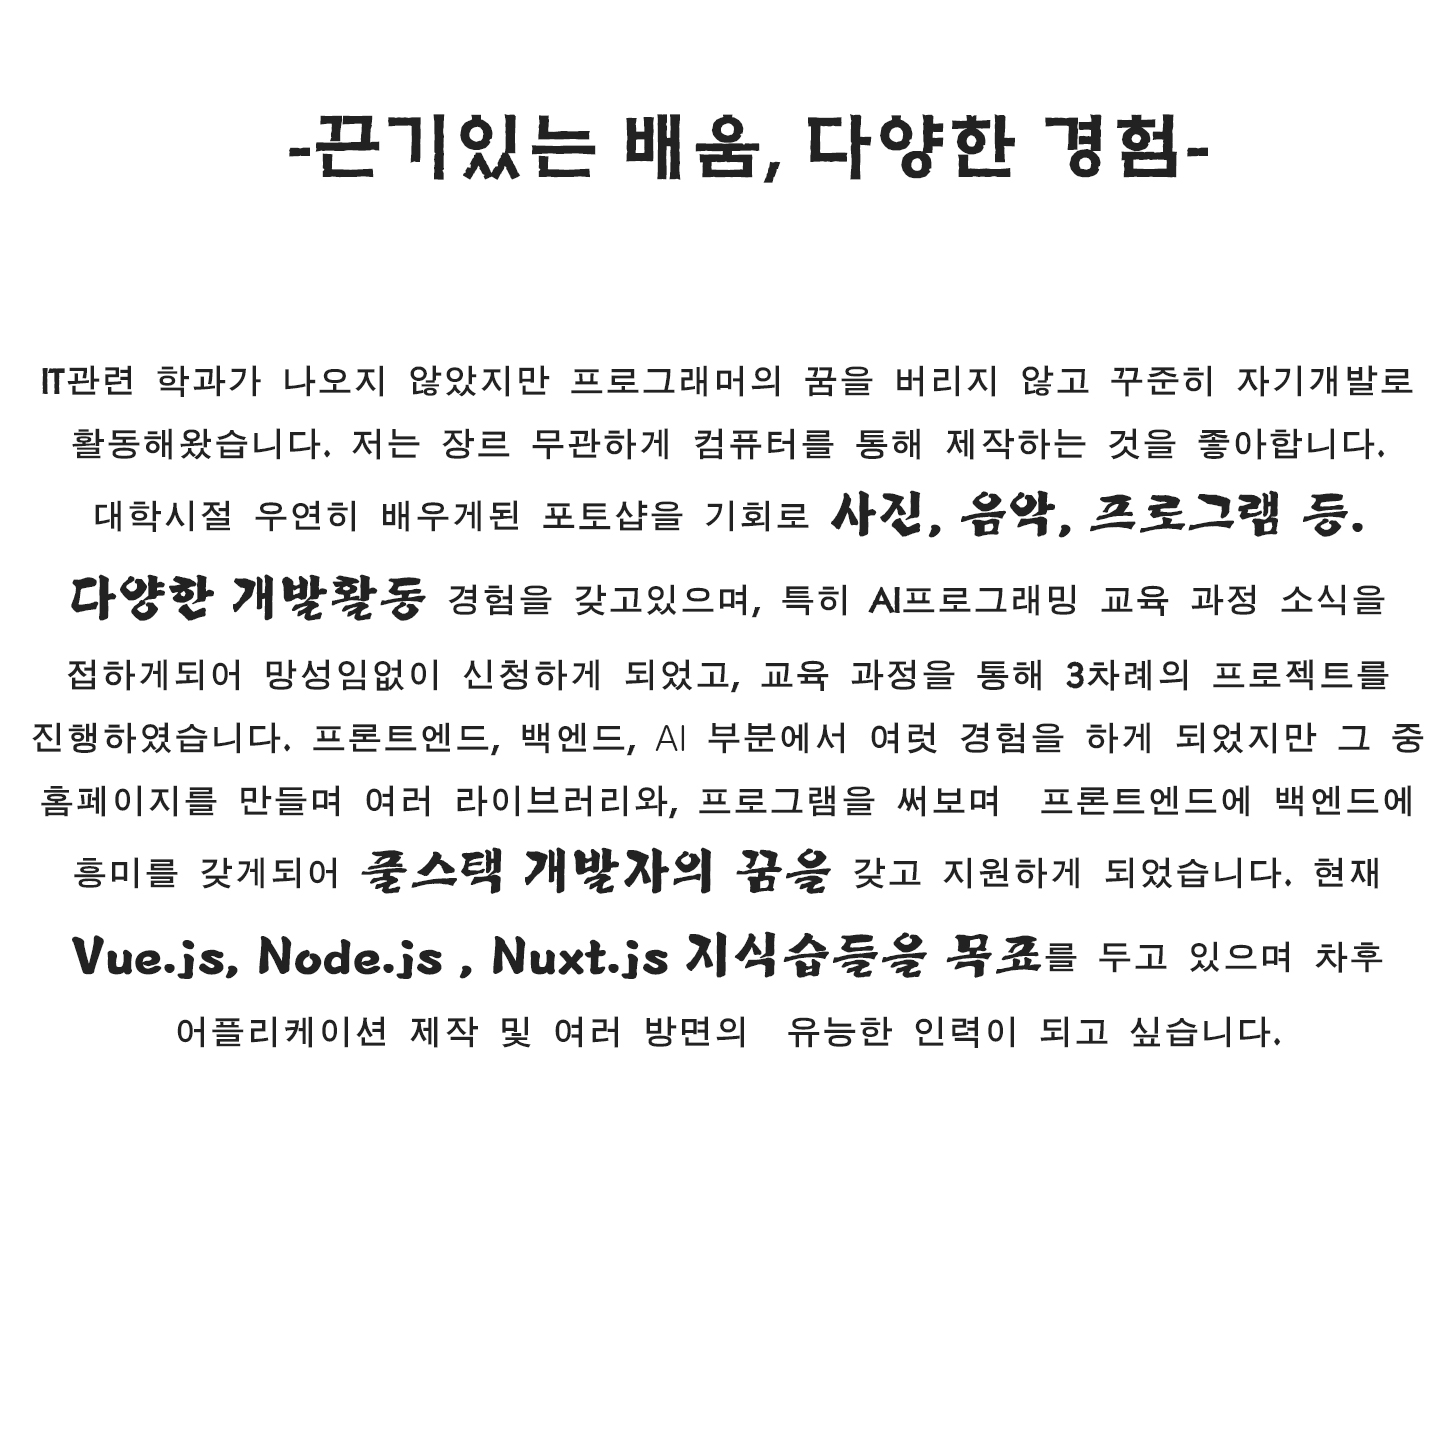 -끈기있는 배움, 다양한 경험-
IT관련 학과가 나오지 않았지만 프로그래머의 꿈을 버리지 않고 꾸준히 자기개발로
활동해왔습니다. 저는 장르 무관하게 컴퓨터를 통해 제작하는 것을 좋아합니다.
대학시절 우연히 배우게된 포토샵을 기회로 사진, 음악, 프로그램 등.
다양한 개발활동 경험을 갖고있으며, 특히 AI프로그래밍 교육 과정 소식을
접하게되어 망성임없이 신청하게 되었고, 교육 과정을 통해 3차례의 프로젝트를
진행하였습니다. 프론트엔드, 백엔드, AI 부분에서 여럿 경험을 하게 되었지만 그 중
홈페이지를 만들며 여러 라이브러리와, 프로그램을 써보며 프론트엔드에 백엔드에
흥미를 갖게되어 풀스택 개발자의 꿈을 갖고 지원하게 되었습니다. 현재
Vue.js, Node.js , Nuxt.js 지식습들을 목표를 두고 있으며 차후
어플리케이션 제작 및 여러 방면의 유능한 인력이 되고 싶습니다.